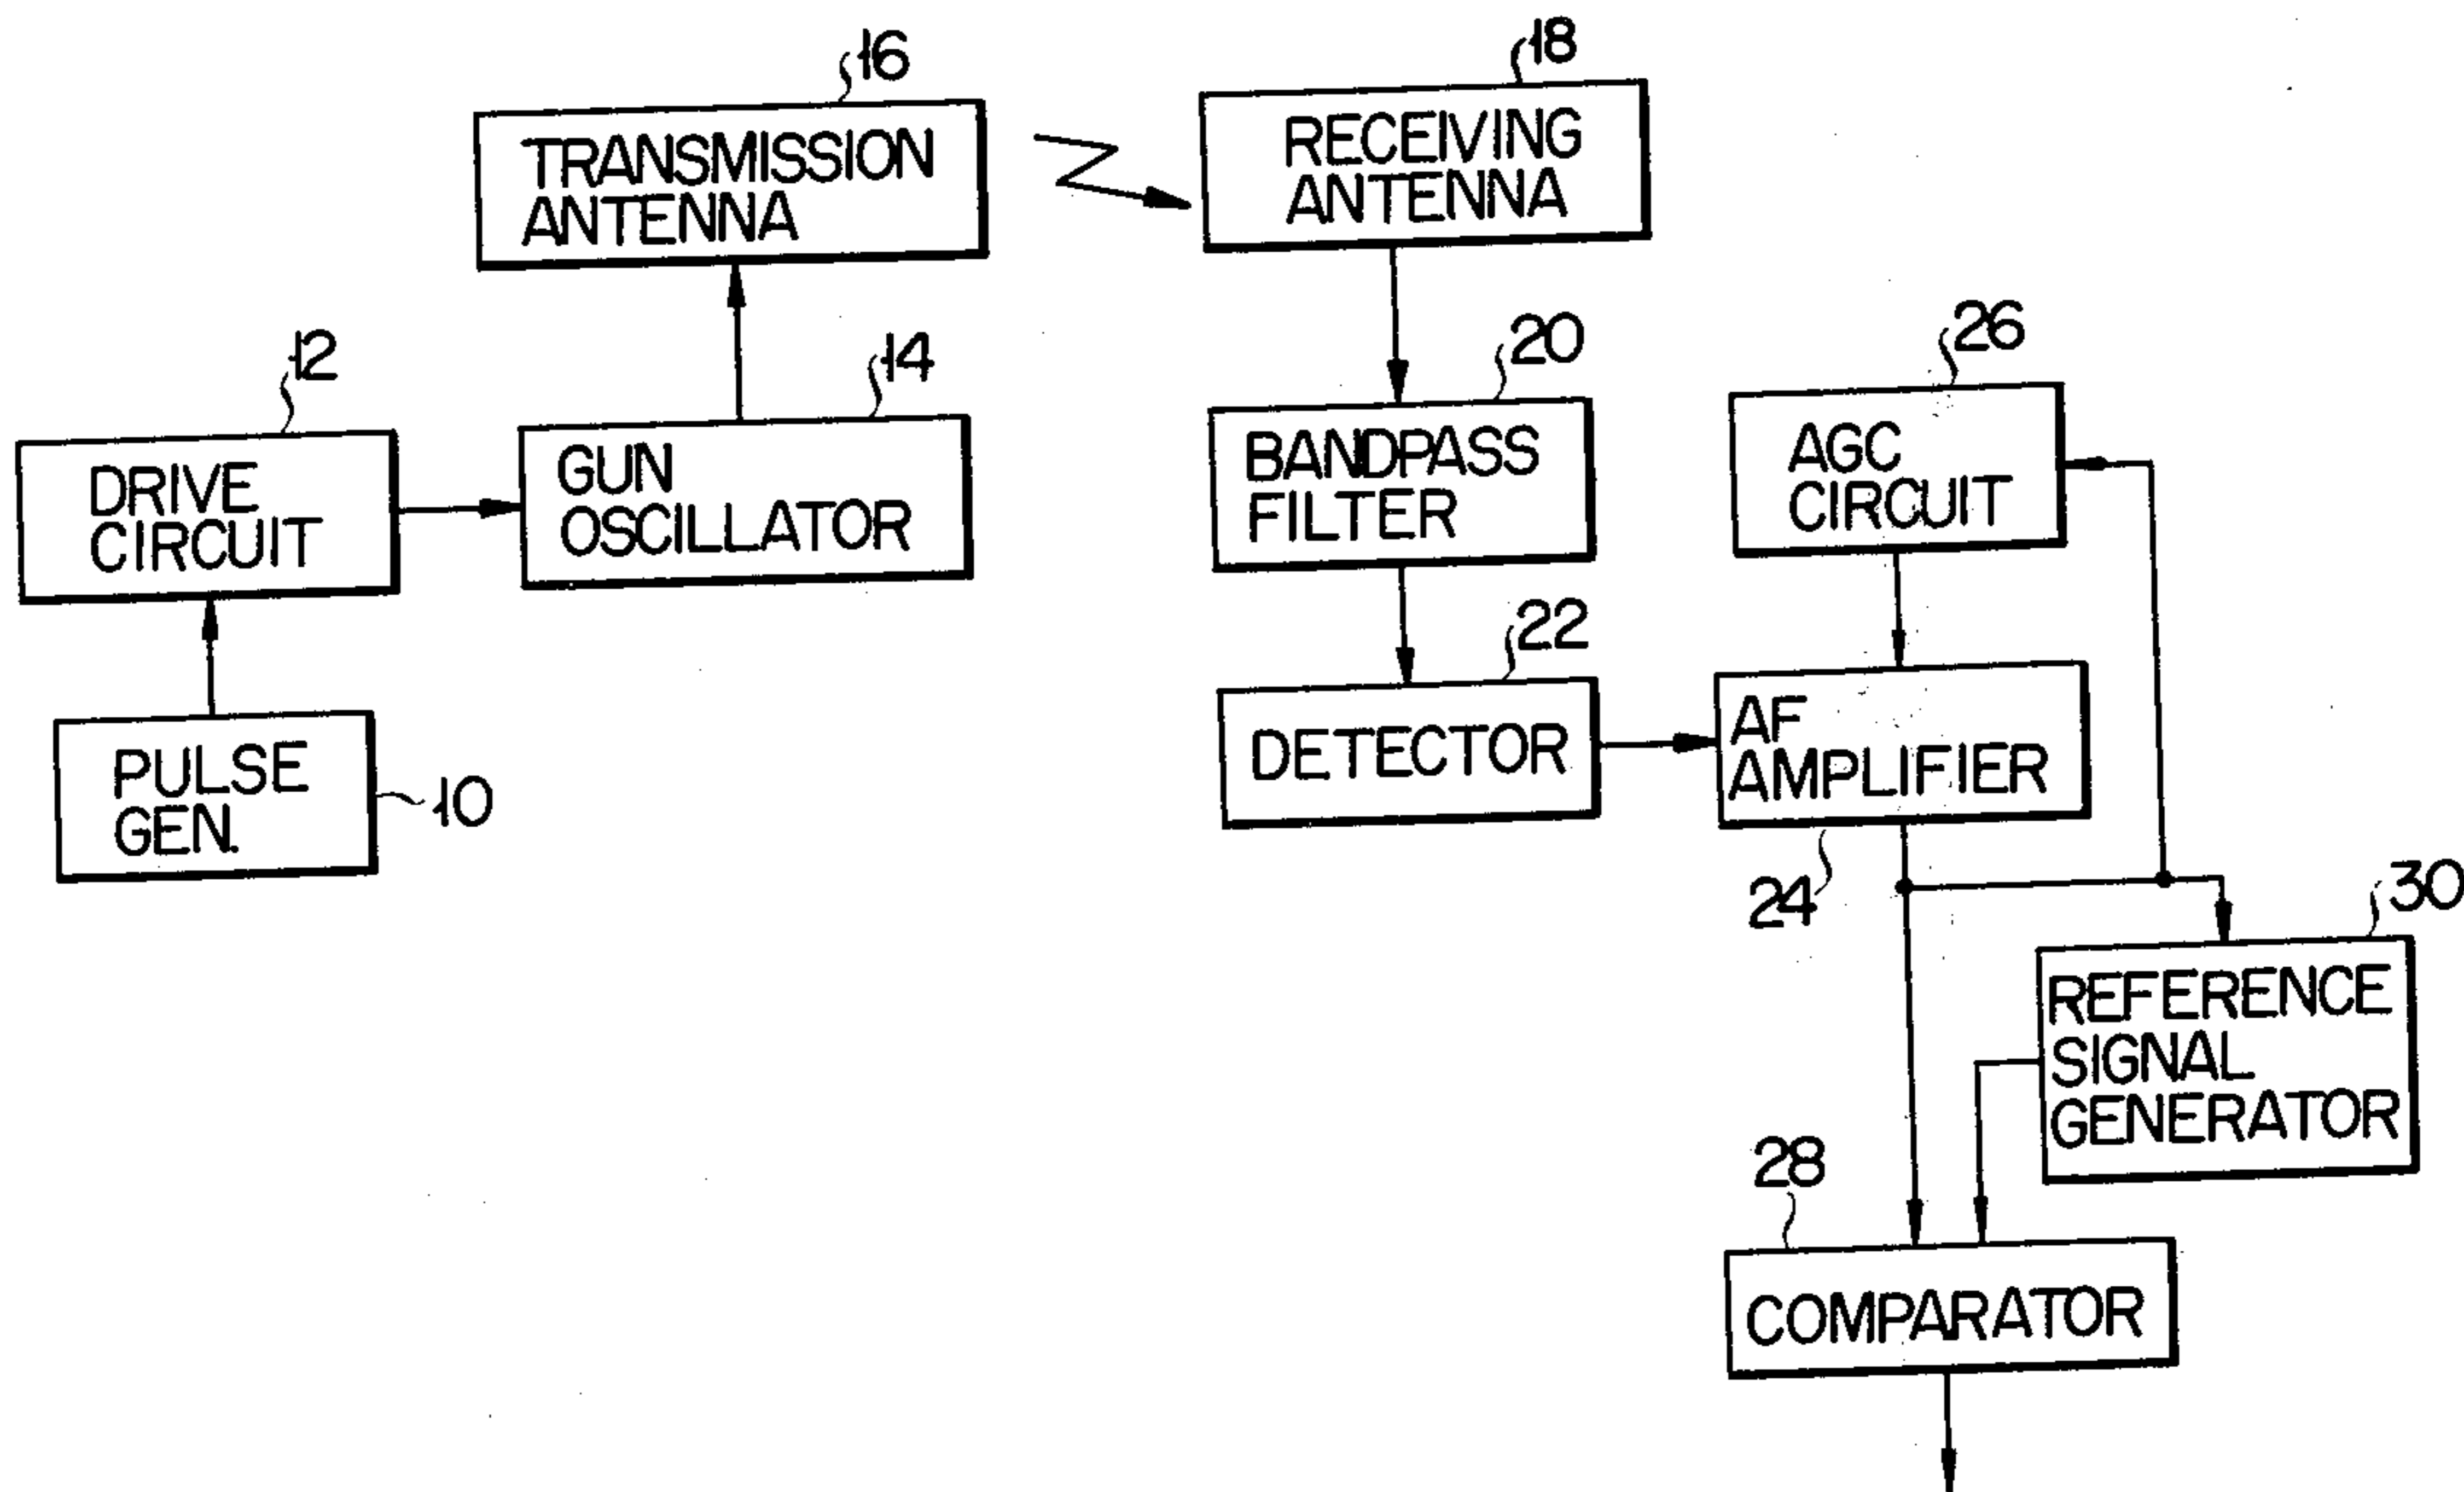 16
TRANSMISSION
ANTENNA
18
RECEIVING
ANTENNA
12
DRIVE
CIRCUIT
14
GUN
OSCILLATOR
20
BANDPASS
FILTER
26
AGC
CIRCUIT
PULSE
GEN.
10
22
DETECTOR
AF
AMPLIFIER
24
30
REFERENCE
SIGNAL
GENERATOR
28
COMPARATOR